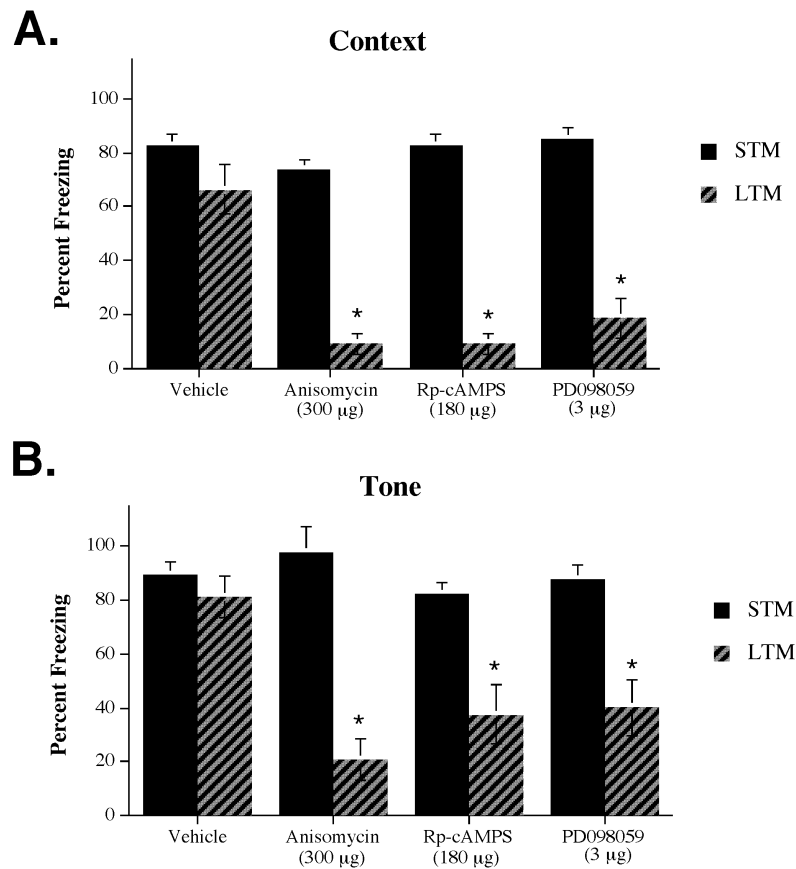 A.
Context
Percent Freezing
100
80
60
40
20
0
* * *
STM
LTM
Vehicle Anisomycin Rp-cAMPS PD098059
(300 μg) (180 μg) (3 μg)
B.
Tone
Percent Freezing
100
80
60
40
20
0
* * *
STM
LTM
Vehicle Anisomycin Rp-cAMPS PD098059
(300 μg) (180 μg) (3 μg)